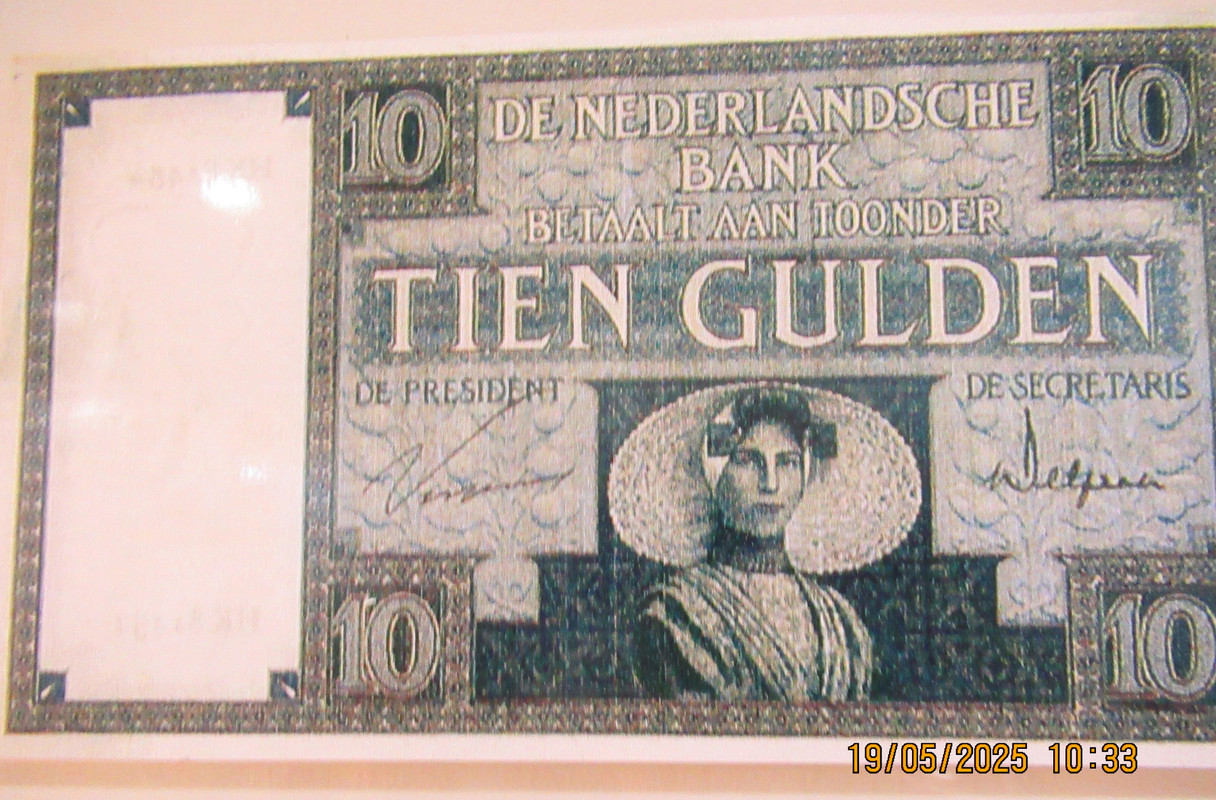 10 DE NEDERLANDSCHE 10
BANK
BETAALT AAN TOONDER
TIEN GULDEN
DE PRESIDENT DE SECRETARIS
10 10
19/05/2025 10:33